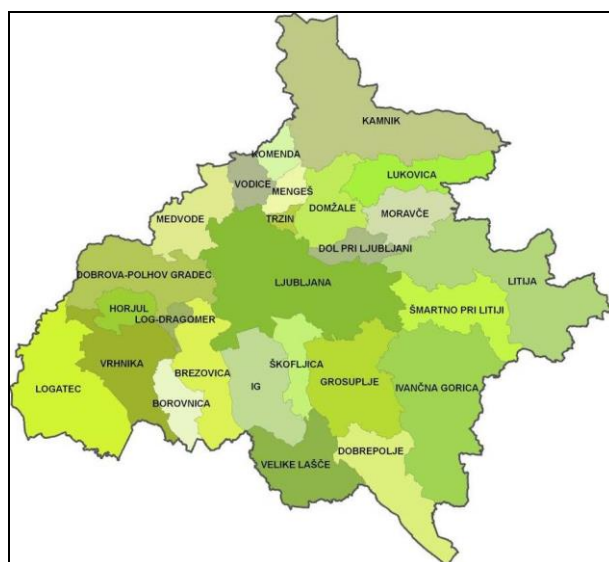 KAMNIK
KOMENDA
LUKOVICA
VODICE
MENGEŠ
DOMŽALE
MORAVČE
MEDVODE
TRZIN
DOL PRI LJUBLJANI
DOBROVA-POLHOV GRADEC
LJUBLJANA
LITIJA
HORJUL
ŠMARTNO PRI LITIJI
LOG-DRAGOMER
VRHNIKA
BREZOVICA
ŠKOFLJICA
LOGATEC
IG
GROSUPLJE
IVANČNA GORICA
BOROVNICA
DOBREPOLJE
VELIKE LAŠČE